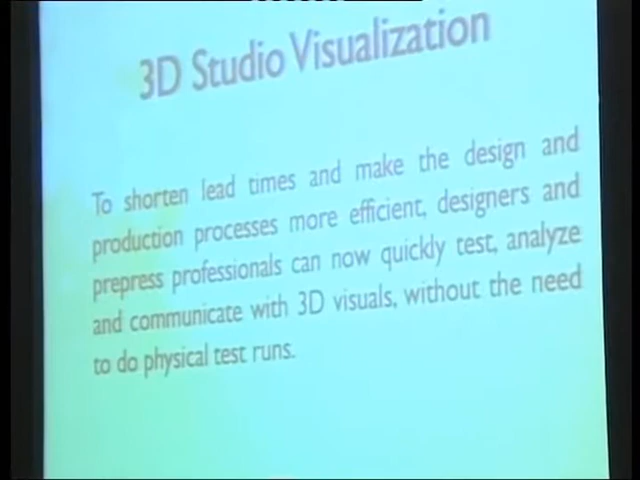 3D Studio Visualization
To shorten lead times and make the design and
production processes more efficient, designers and
prepress professionals can now quickly test, analyze
and communicate with 3D visuals, without the need
to do physical test runs.